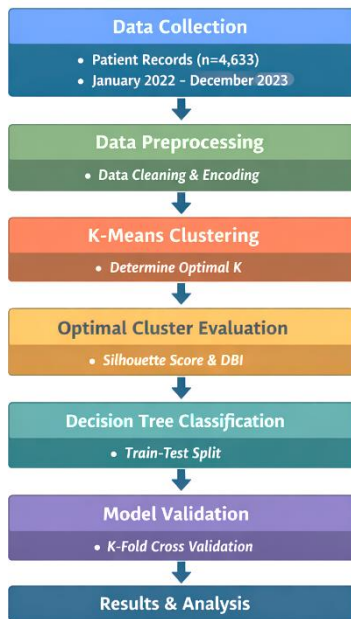 Data Collection
• Patient Records (n=4,633)
• January 2022 – December 2023
Data Preprocessing
• Data Cleaning & Encoding
K-Means Clustering
• Determine Optimal K
Optimal Cluster Evaluation
• Silhouette Score & DBI
Decision Tree Classification
• Train-Test Split
Model Validation
• K-Fold Cross Validation
Results & Analysis